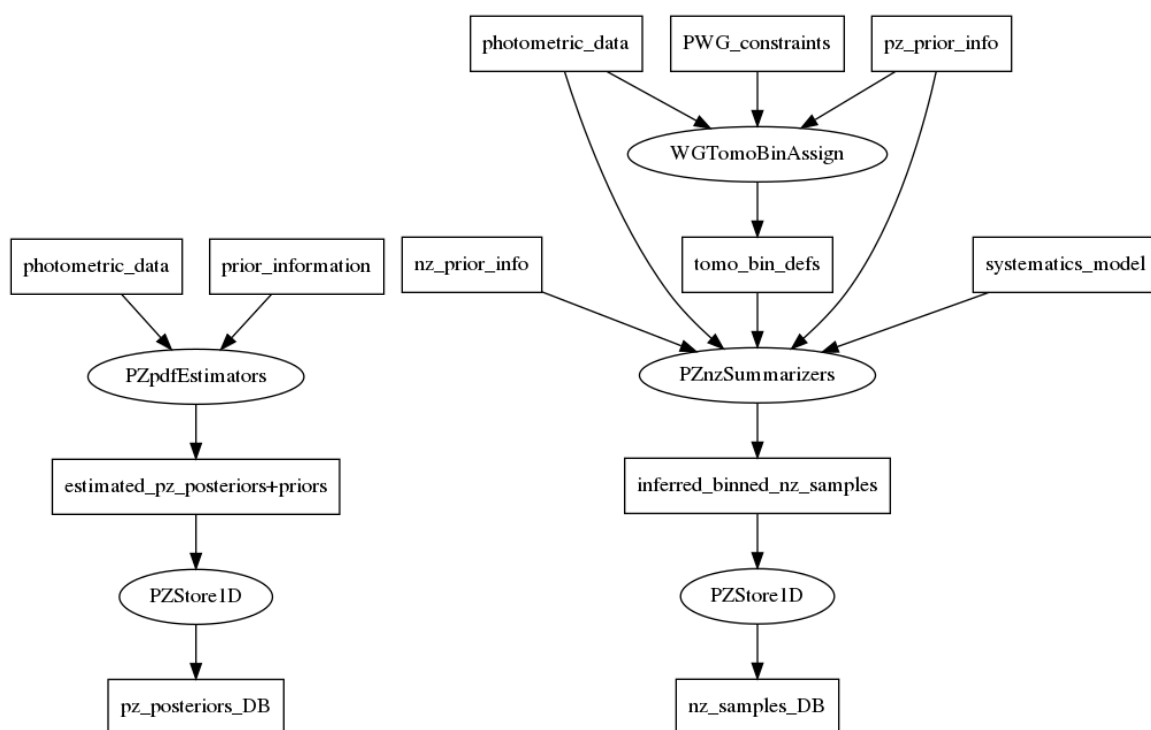 photometric_data
PWG_constraints
pz_prior_info
WGTomoBinAssign
photometric_data
prior_information
nz_prior_info
tomo_bin_defs
systematics_model
PZpdfEstimators
PZnzSummarizers
estimated_pz_posteriors+priors
inferred_binned_nz_samples
PZStore1D
PZStore1D
pz_posteriors_DB
nz_samples_DB